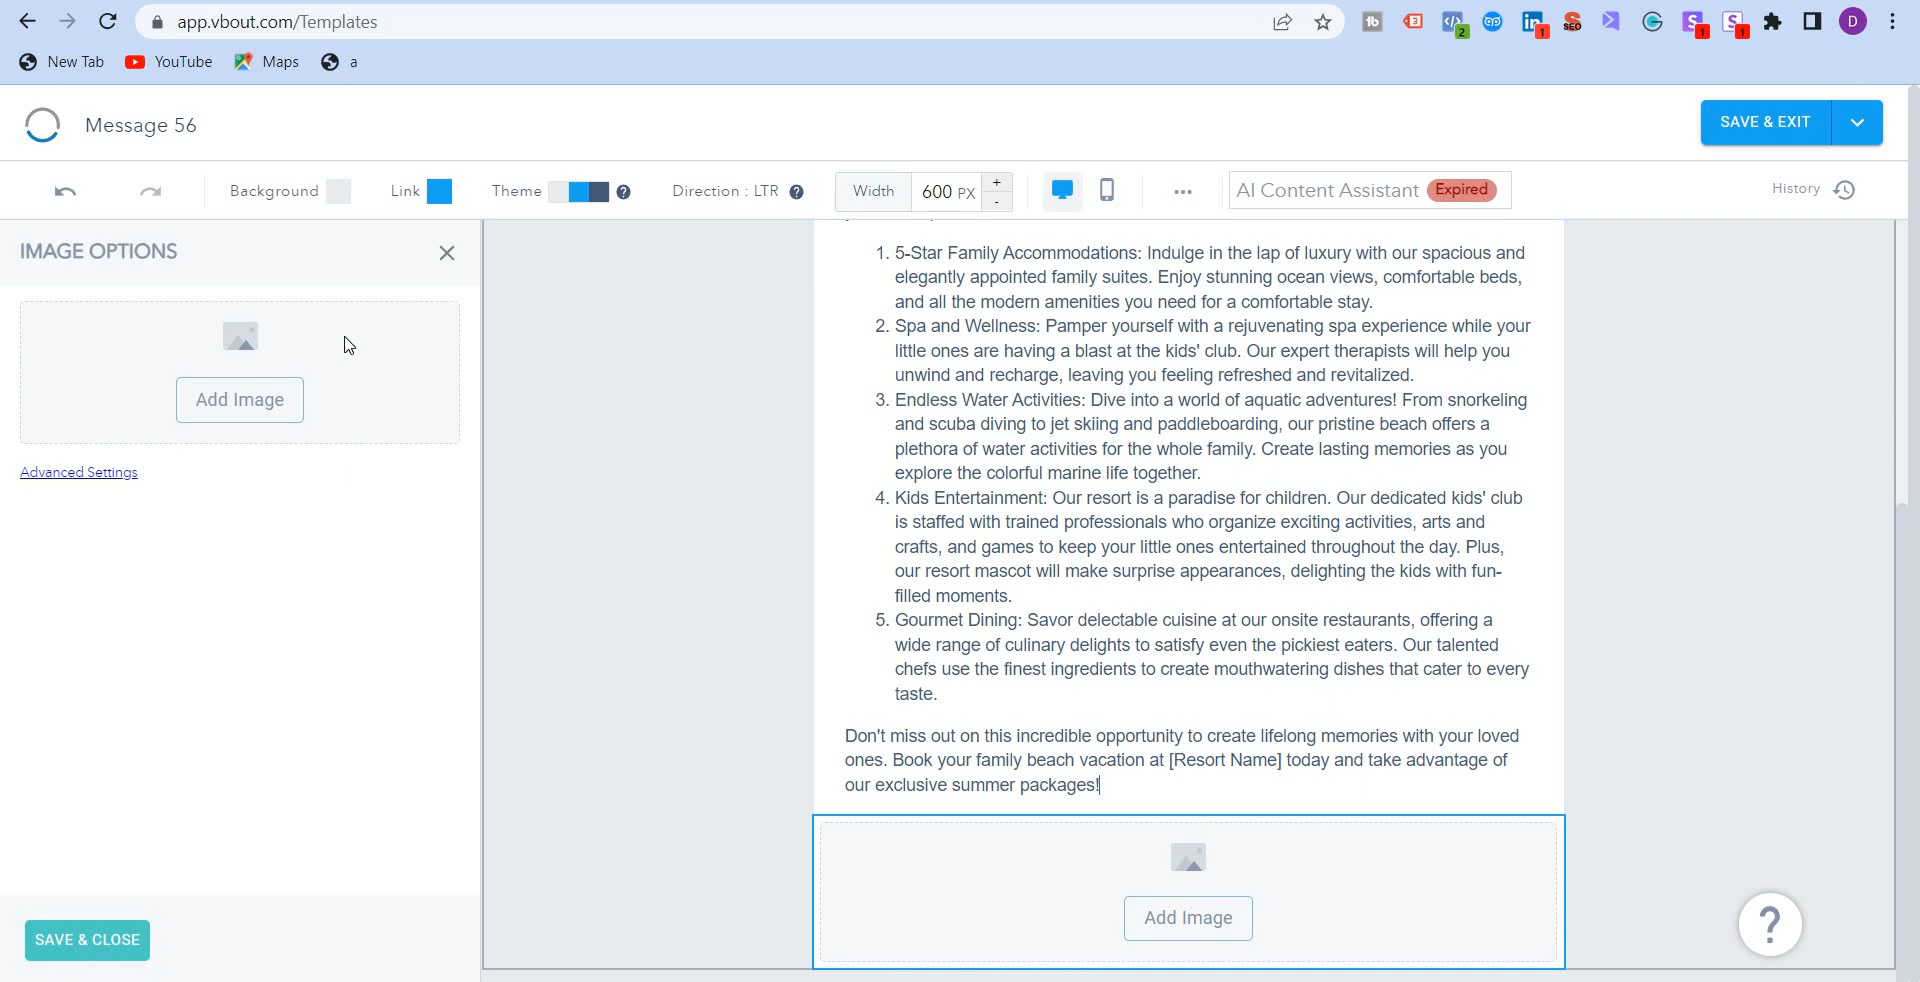 app.vbout.com/Templates
New Tab
YouTube
Maps
a
3
2
1
SEO
1
1
D
Message 56
SAVE & EXIT
Background
Link
Theme
Direction : LTR
Width
600 PX
+
-
AI Content Assistant
Expired
History
IMAGE OPTIONS
Add Image
Advanced Settings
SAVE & CLOSE
1. 5-Star Family Accommodations: Indulge in the lap of luxury with our spacious and
elegantly appointed family suites. Enjoy stunning ocean views, comfortable beds,
and all the modern amenities you need for a comfortable stay.
2. Spa and Wellness: Pamper yourself with a rejuvenating spa experience while your
little ones are having a blast at the kids' club. Our expert therapists will help you
unwind and recharge, leaving you feeling refreshed and revitalized.
3. Endless Water Activities: Dive into a world of aquatic adventures! From snorkeling
and scuba diving to jet skiing and paddleboarding, our pristine beach offers a
plethora of water activities for the whole family. Create lasting memories as you
explore the colorful marine life together.
4. Kids Entertainment: Our resort is a paradise for children. Our dedicated kids' club
is staffed with trained professionals who organize exciting activities, arts and
crafts, and games to keep your little ones entertained throughout the day. Plus,
our resort mascot will make surprise appearances, delighting the kids with fun-
filled moments.
5. Gourmet Dining: Savor delectable cuisine at our onsite restaurants, offering a
wide range of culinary delights to satisfy even the pickiest eaters. Our talented
chefs use the finest ingredients to create mouthwatering dishes that cater to every
taste.
Don't miss out on this incredible opportunity to create lifelong memories with your loved
ones. Book your family beach vacation at [Resort Name] today and take advantage of
our exclusive summer packages!
Add Image
?